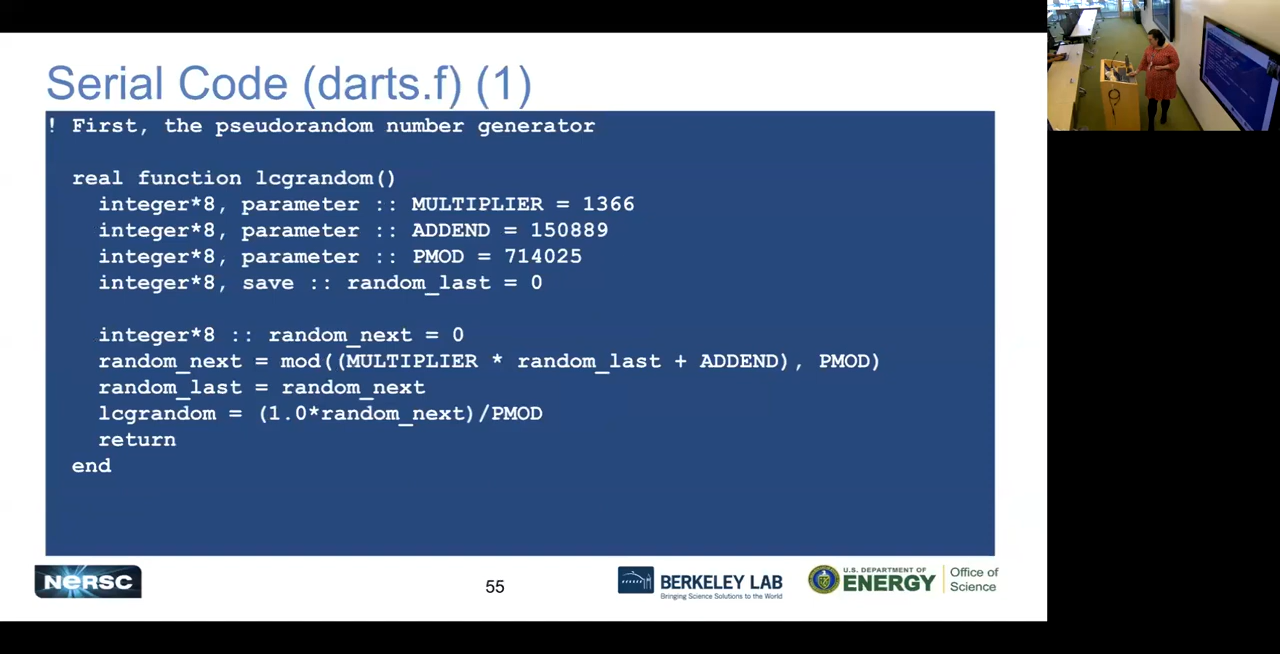 Serial Code (darts.f) (1)
! First, the pseudorandom number generator
real function lcgrandom()
integer*8, parameter :: MULTIPLIER = 1366
integer*8, parameter :: ADDEND = 150889
integer*8, parameter :: PMOD = 714025
integer*8, save :: random_last = 0
integer*8 :: random_next = 0
random_next = mod((MULTIPLIER * random_last + ADDEND), PMOD)
random_last = random_next
lcgrandom = (1.0*random_next)/PMOD
return
end
NERSC
55
BERKELEY LAB
Bringing Science Solutions to the World
U.S. DEPARTMENT OF
ENERGY
Office of
Science